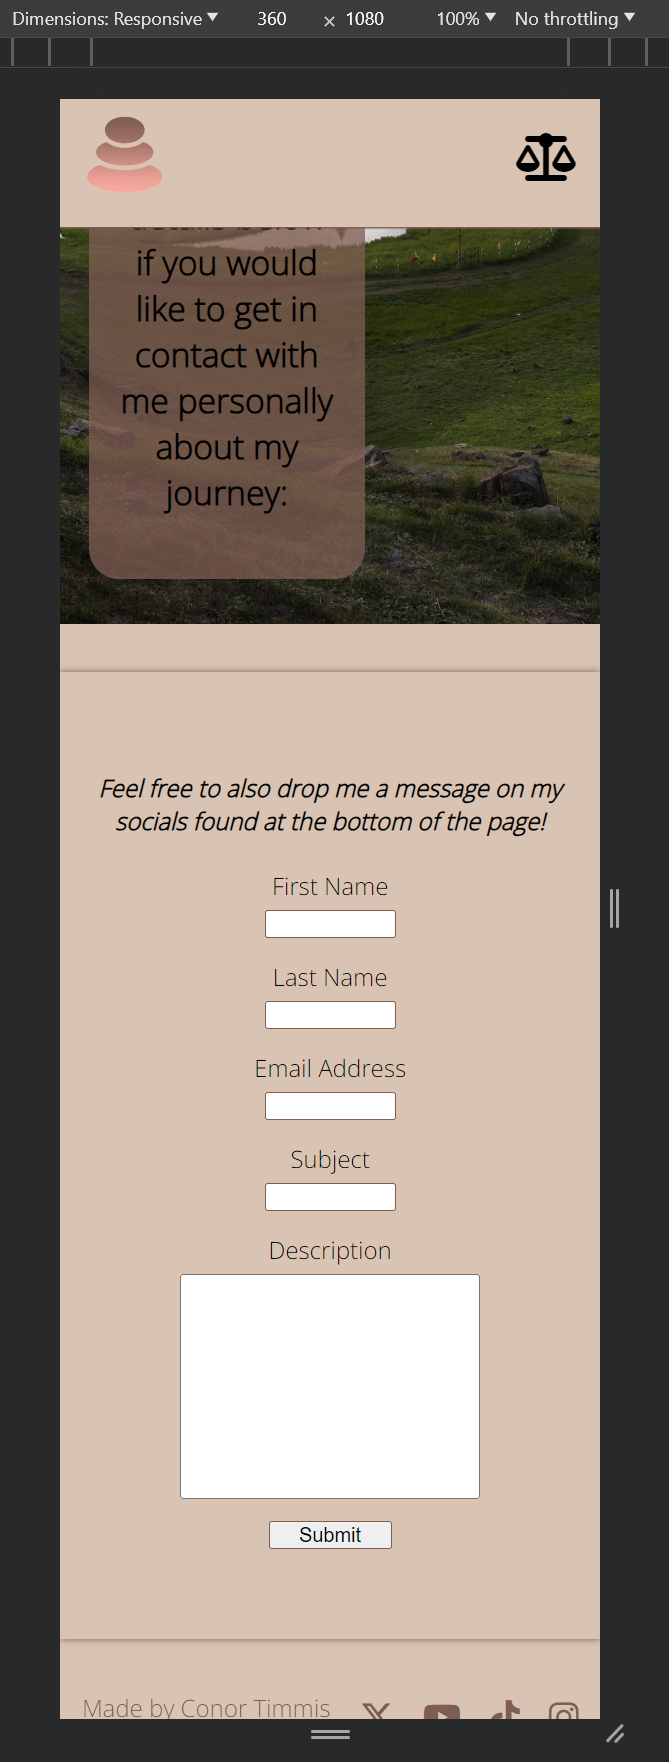 Dimensions: Responsive 360 × 1080 100% No throttling
details below
if you would
like to get in
contact with
me personally
about my
journey:
Feel free to also drop me a message on my
socials found at the bottom of the page!
First Name
Last Name
Email Address
Subject
Description
Submit
Made by Conor Timmis